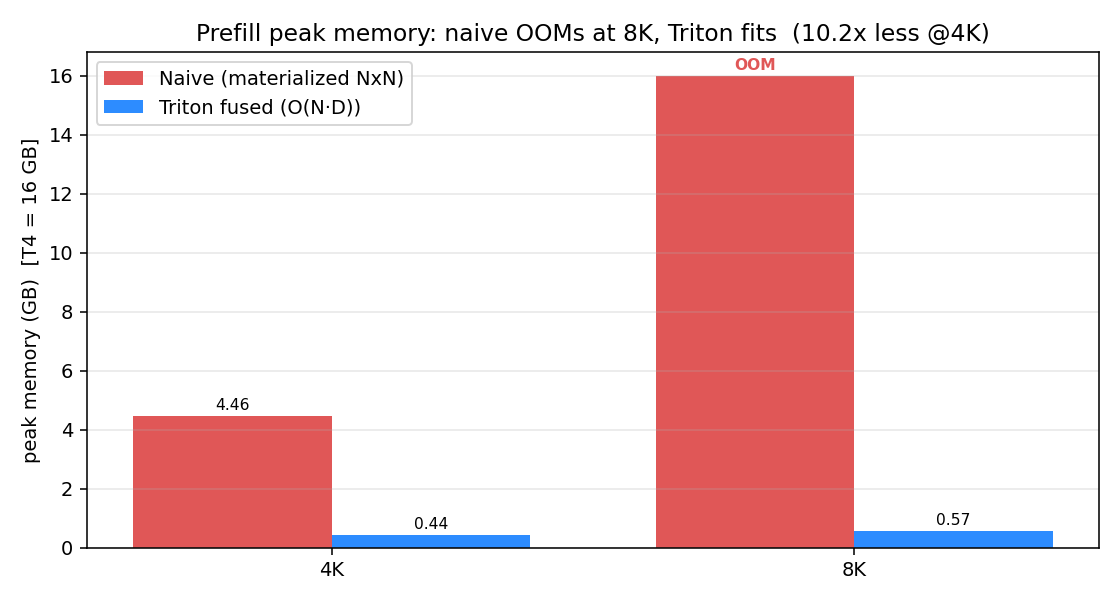 Prefill peak memory: naive OOMs at 8K, Triton fits  (10.2x less @4K)
Naive (materialized NxN)
Triton fused (O(N·D))
peak memory (GB)  [T4 = 16 GB]
16
14
12
10
8
6
4
2
0
4.46
0.44
OOM
0.57
4K
8K